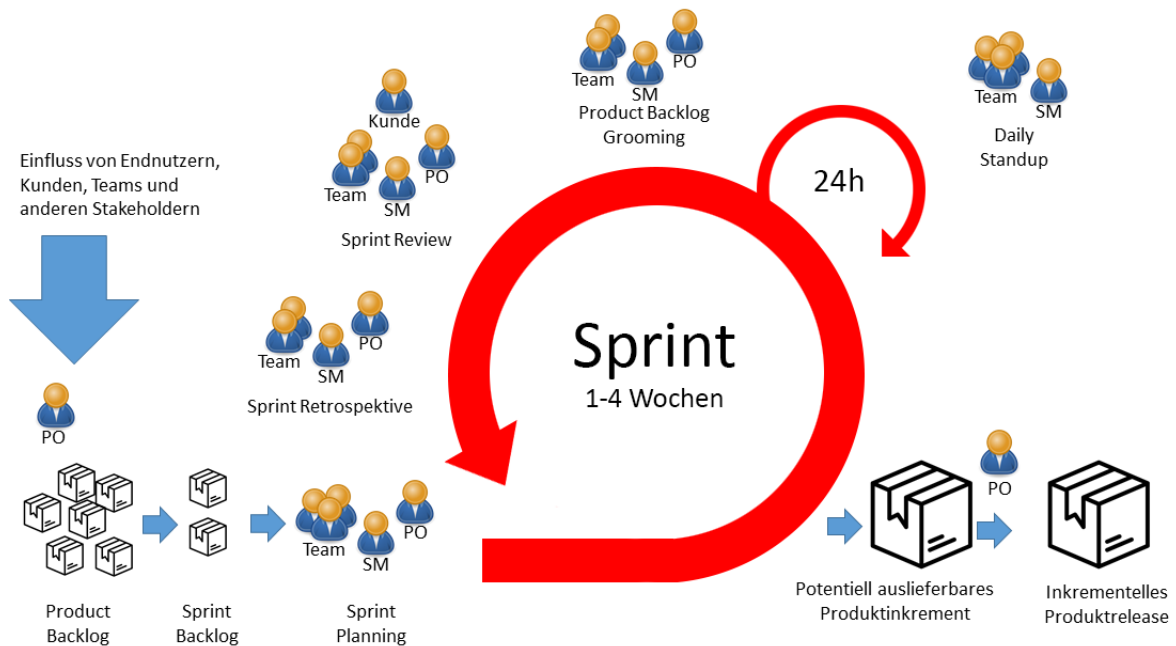 Team
SM
PO
Product Backlog
Grooming
Team
SM
Daily
Standup
Kunde
Team
SM
PO
Sprint Review
Einfluss von Endnutzern,
Kunden, Teams und
anderen Stakeholdern
24h
Team
SM
PO
Sprint Retrospektive
Sprint
1-4 Wochen
PO
Product
Backlog
Sprint
Backlog
Team
SM
PO
Sprint
Planning
PO
Potentiell auslieferbares
Produktinkrement
Inkrementelles
Produktrelease